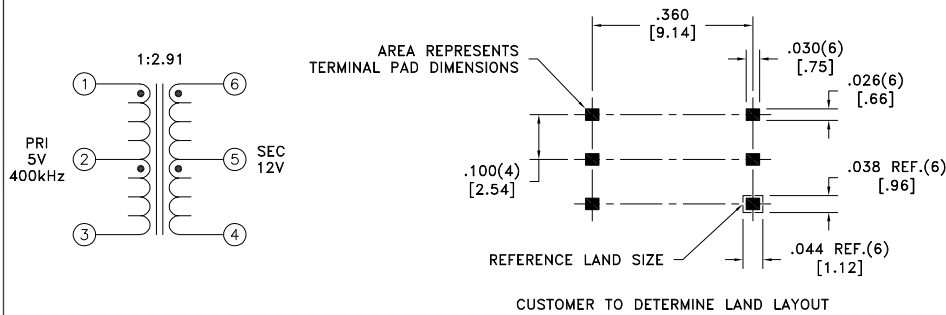 1:2.91
1
6
PRI
5V
400kHz
2
5
SEC
12V
3
4
.360
[9.14]
AREA REPRESENTS
TERMINAL PAD DIMENSIONS
.030(6)
[.75]
.026(6)
[.66]
.100(4)
[2.54]
.038 REF.(6)
[.96]
REFERENCE LAND SIZE
.044 REF.(6)
[1.12]
CUSTOMER TO DETERMINE LAND LAYOUT